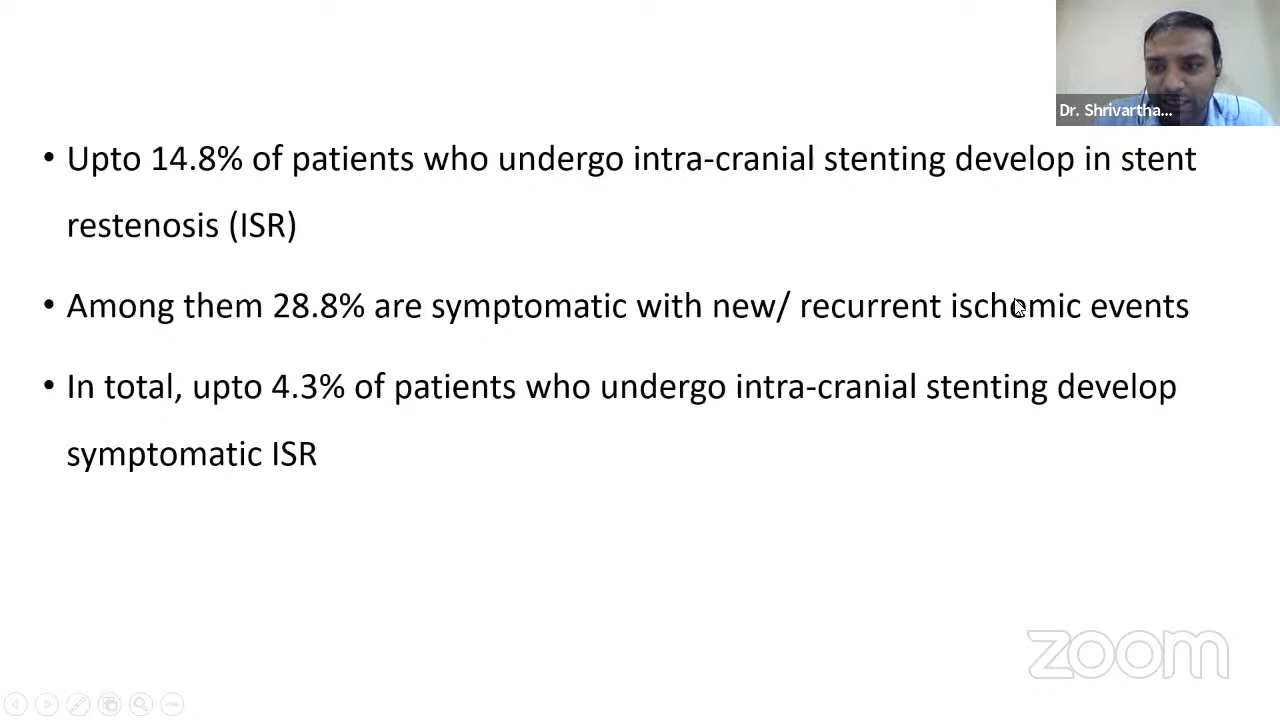 Dr. Shrivartha...
• Upto 14.8% of patients who undergo intra-cranial stenting develop in stent
restenosis (ISR)
• Among them 28.8% are symptomatic with new/ recurrent ischemic events
• In total, upto 4.3% of patients who undergo intra-cranial stenting develop
symptomatic ISR
zoom